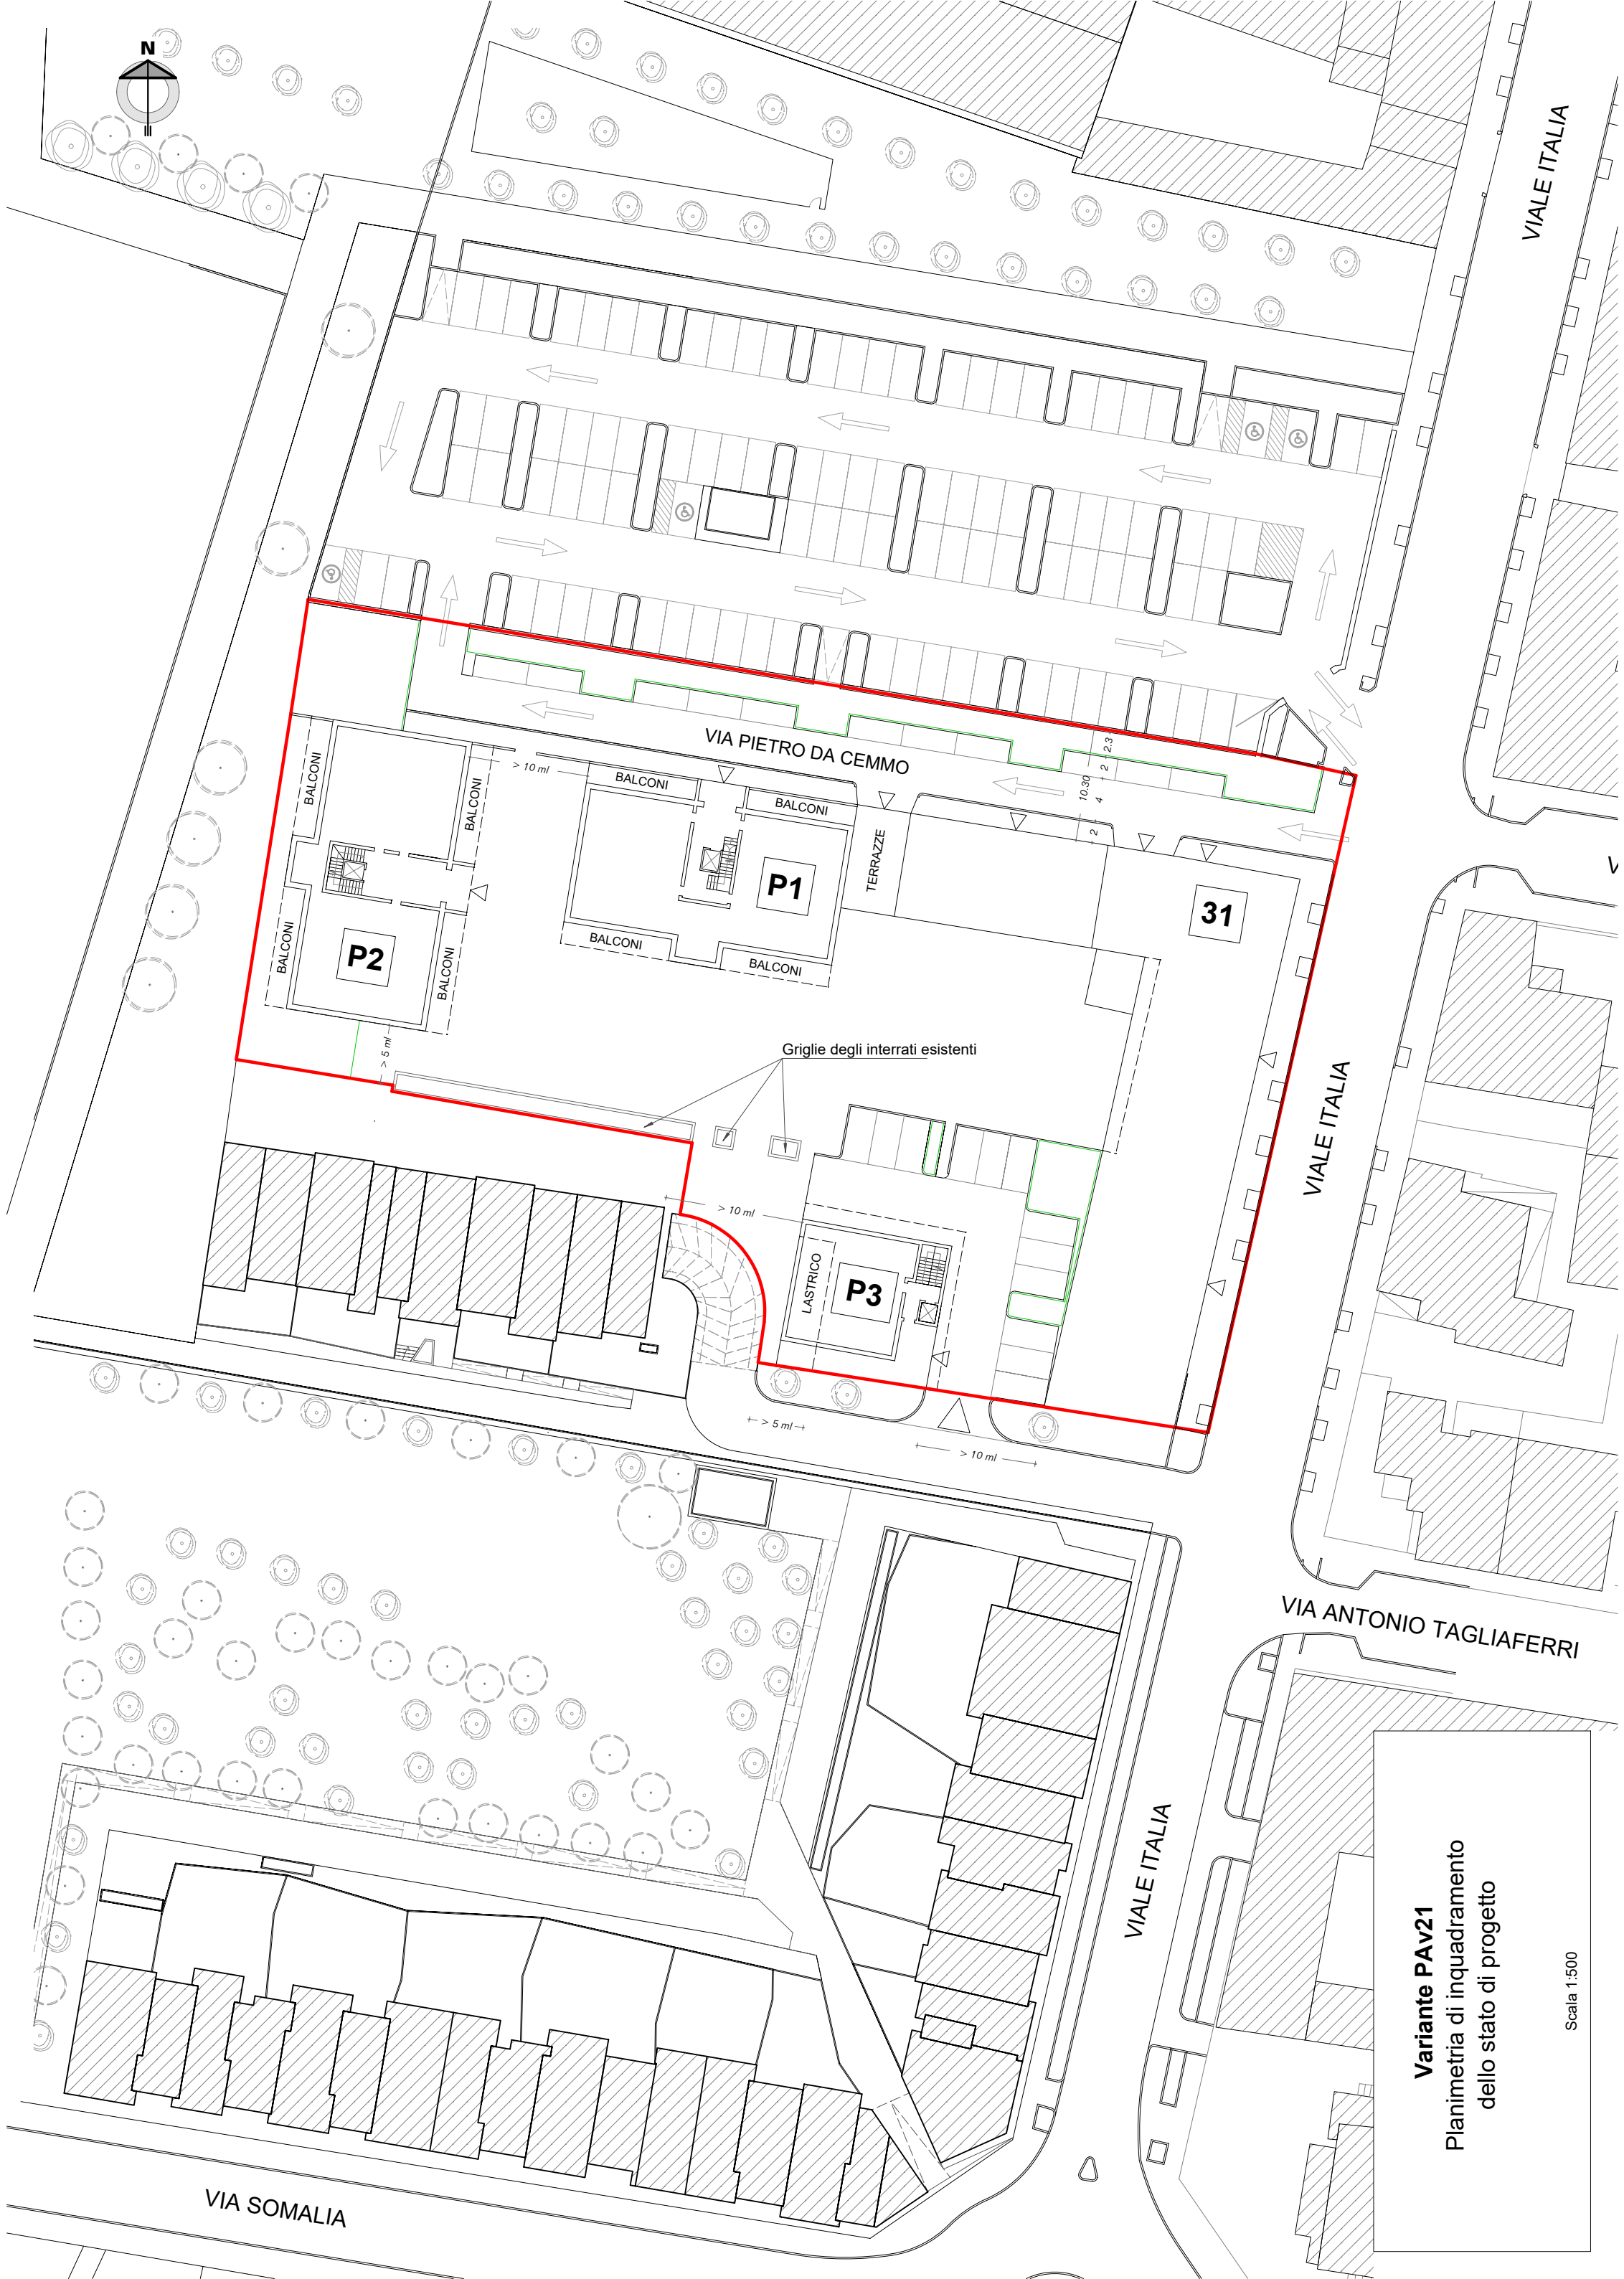 N
VIALE ITALIA
VIA PIETRO DA CEMMO
> 10 ml
BALCONI
BALCONI
BALCONI
BALCONI
2.3
2
10.30
4
2
TERRAZZE
P1
31
BALCONI
BALCONI
P2
BALCONI
BALCONI
> 5 ml
Griglie degli interrati esistenti
VIALE ITALIA
> 10 ml
LASTRICO
P3
> 5 ml
> 10 ml
VIA ANTONIO TAGLIAFERRI
VIALE ITALIA
VIA SOMALIA
Variante PAv21
Planimetria di inquadramento
dello stato di progetto
Scala 1:500